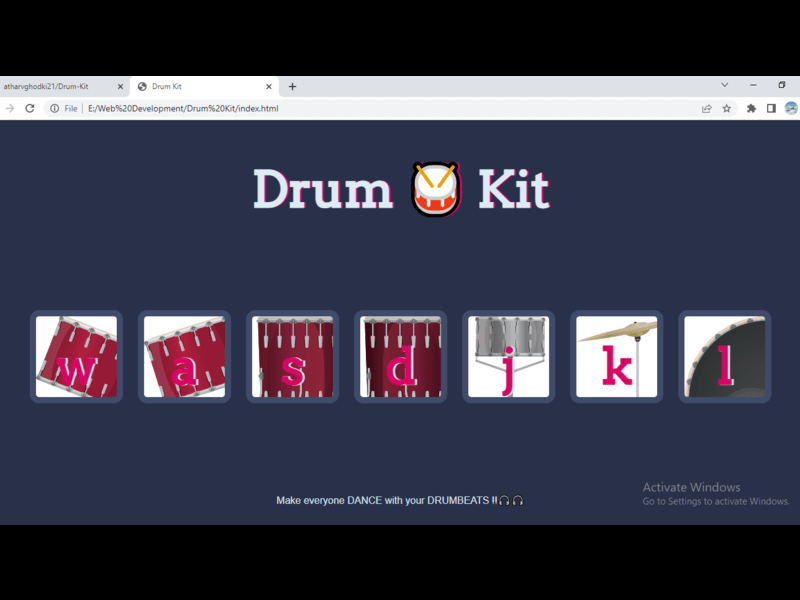 atharvghodki21/Drum-Kit
Drum Kit
File
E:/Web%20Development/Drum%20Kit/index.html
Drum 🥁 Kit
w a s d j k l
Make everyone DANCE with your DRUMBEATS !!🎧🎧
Activate Windows
Go to Settings to activate Windows.